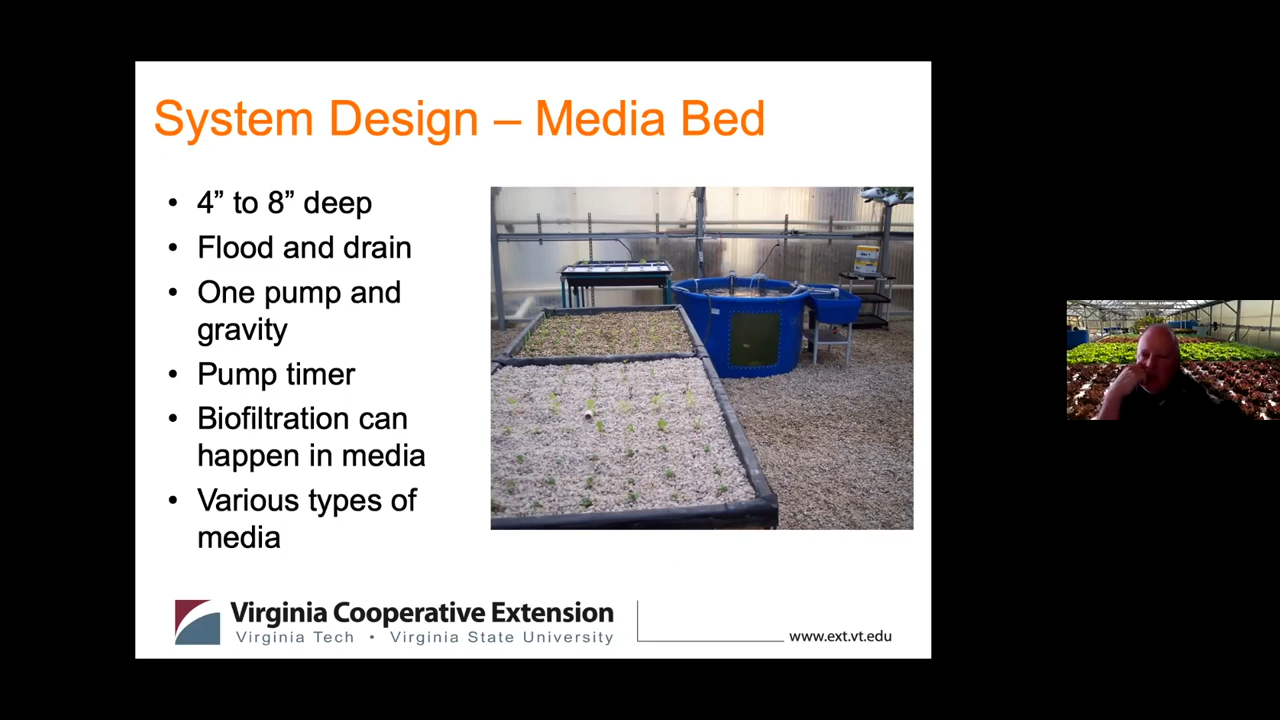 System Design – Media Bed
• 4” to 8” deep
• Flood and drain
• One pump and
gravity
• Pump timer
• Biofiltration can
happen in media
• Various types of
media
Virginia Cooperative Extension
Virginia Tech • Virginia State University
www.ext.vt.edu